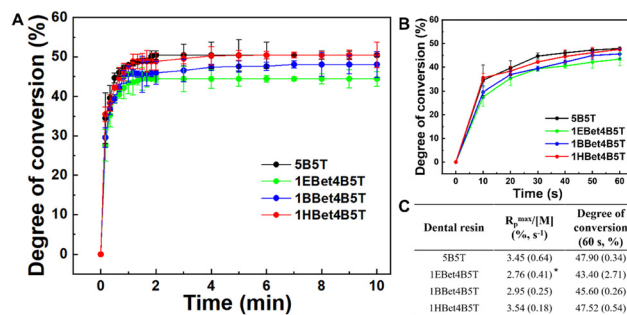 A
Degree of conversion (%)
60
50
40
30
20
10
0
5B5T
1EBet4B5T
1BBet4B5T
1HBet4B5T
0 2 4 6 8 10
Time (min)
B
Degree of conversion (%)
60
50
40
30
20
10
0
5B5T
1EBet4B5T
1BBet4B5T
1HBet4B5T
0 10 20 30 40 50 60
Time (s)
C
Dental resin Rₚᵐᵃˣ/[M] (%, s⁻¹) Degree of conversion (60 s, %)
5B5T 3.45 (0.64) 47.90 (0.34)
1EBet4B5T 2.76 (0.41) * 43.40 (2.71)
1BBet4B5T 2.95 (0.25) 45.60 (0.26)
1HBet4B5T 3.54 (0.18) 47.52 (0.54)